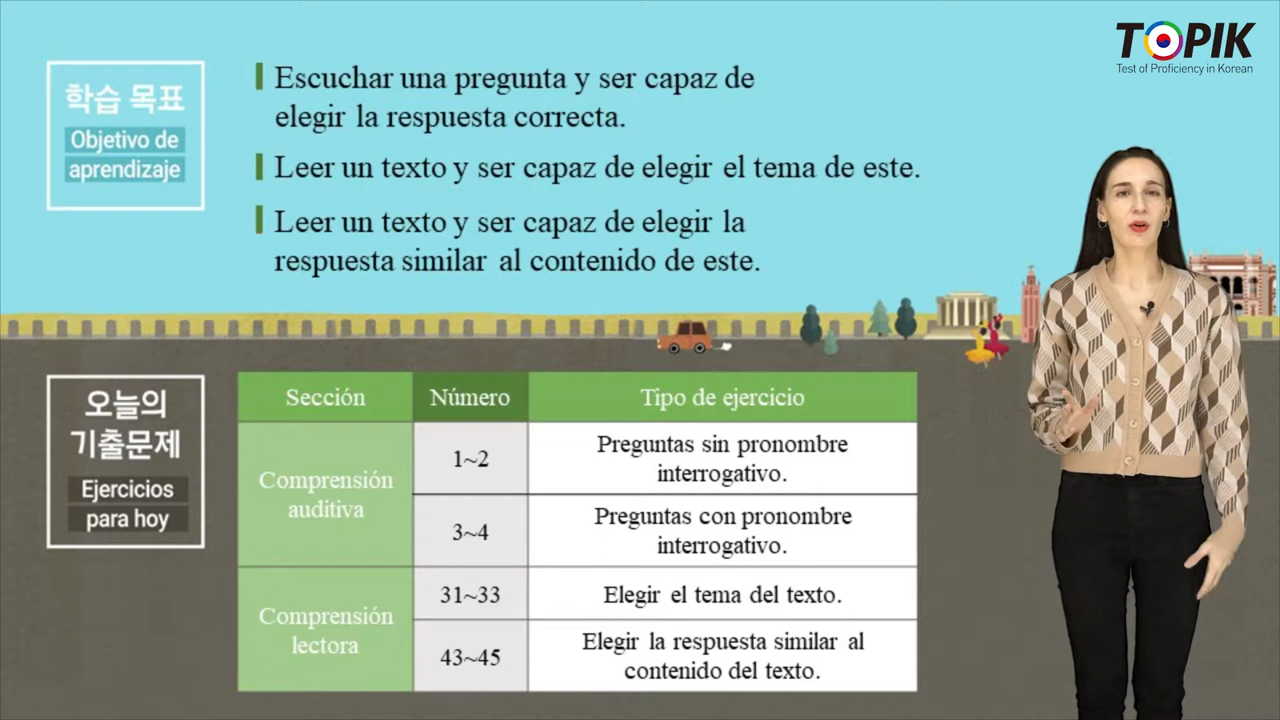 TOPIK
Test of Proficiency in Korean
학습 목표
Objetivo de
aprendizaje
Escuchar una pregunta y ser capaz de
elegir la respuesta correcta.
Leer un texto y ser capaz de elegir el tema de este.
Leer un texto y ser capaz de elegir la
respuesta similar al contenido de este.
오늘의
기출문제
Ejercicios
para hoy
Sección
Número
Tipo de ejercicio
Comprensión
auditiva
1~2
Preguntas sin pronombre
interrogativo.
3~4
Preguntas con pronombre
interrogativo.
Comprensión
lectora
31~33
Elegir el tema del texto.
43~45
Elegir la respuesta similar al
contenido del texto.